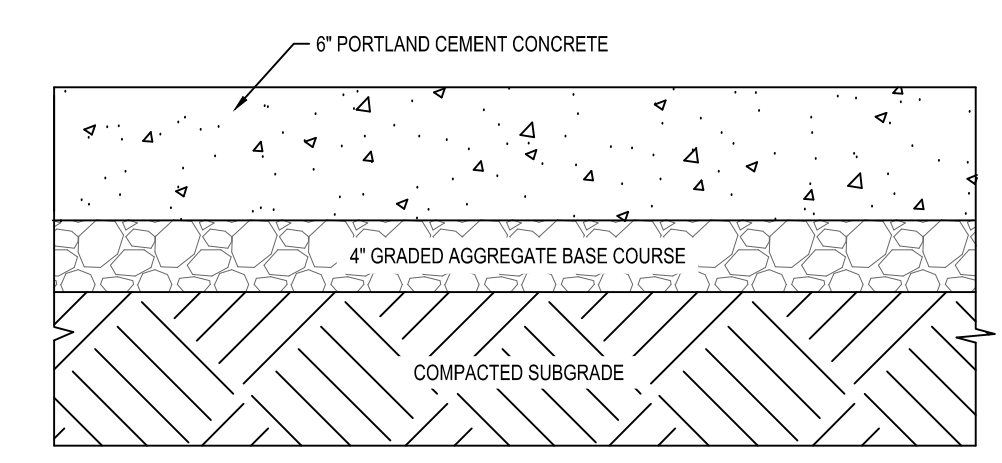 6" PORTLAND CEMENT CONCRETE
4" GRADED AGGREGATE BASE COURSE
COMPACTED SUBGRADE